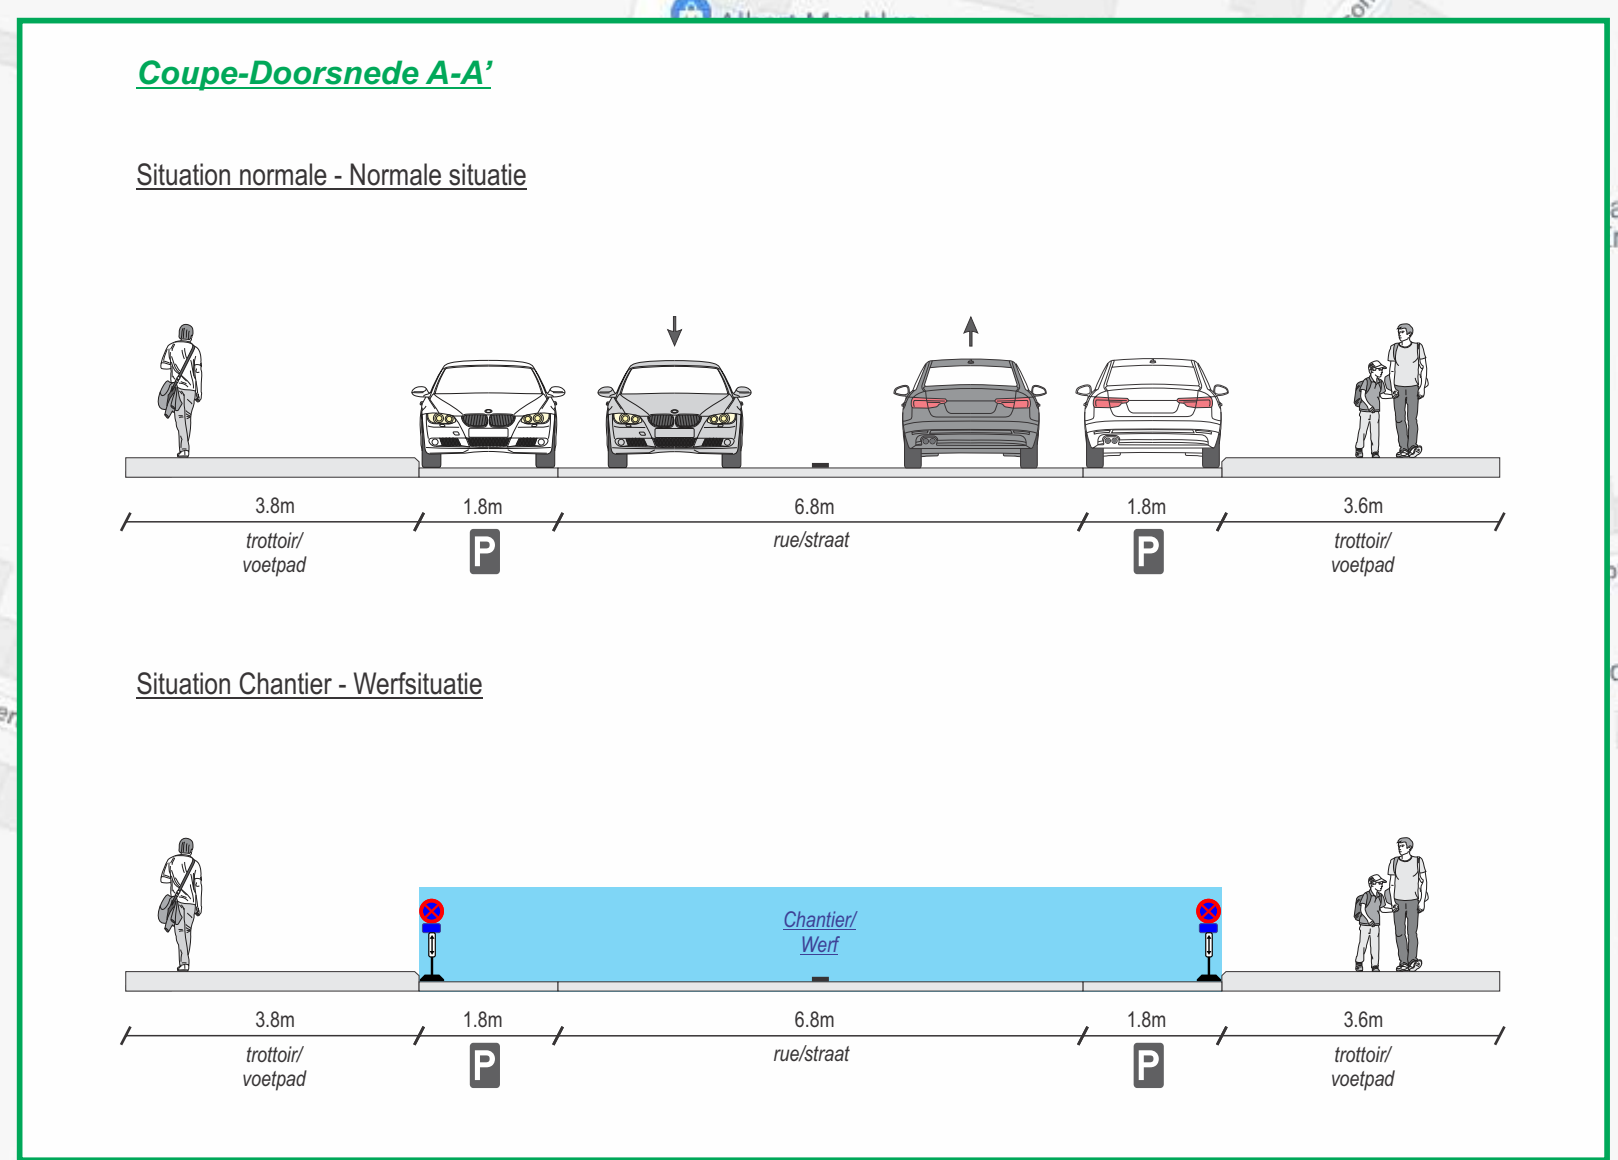 Coupe-Doorsnede A-A’
Situation normale - Normale situatie
3.8m 1.8m 6.8m 1.8m 3.6m
trottoir/ P rue/straat P trottoir/
voetpad voetpad
Situation Chantier - Werfsituatie
Chantier/
Werf
3.8m 1.8m 6.8m 1.8m 3.6m
trottoir/ P rue/straat P trottoir/
voetpad voetpad